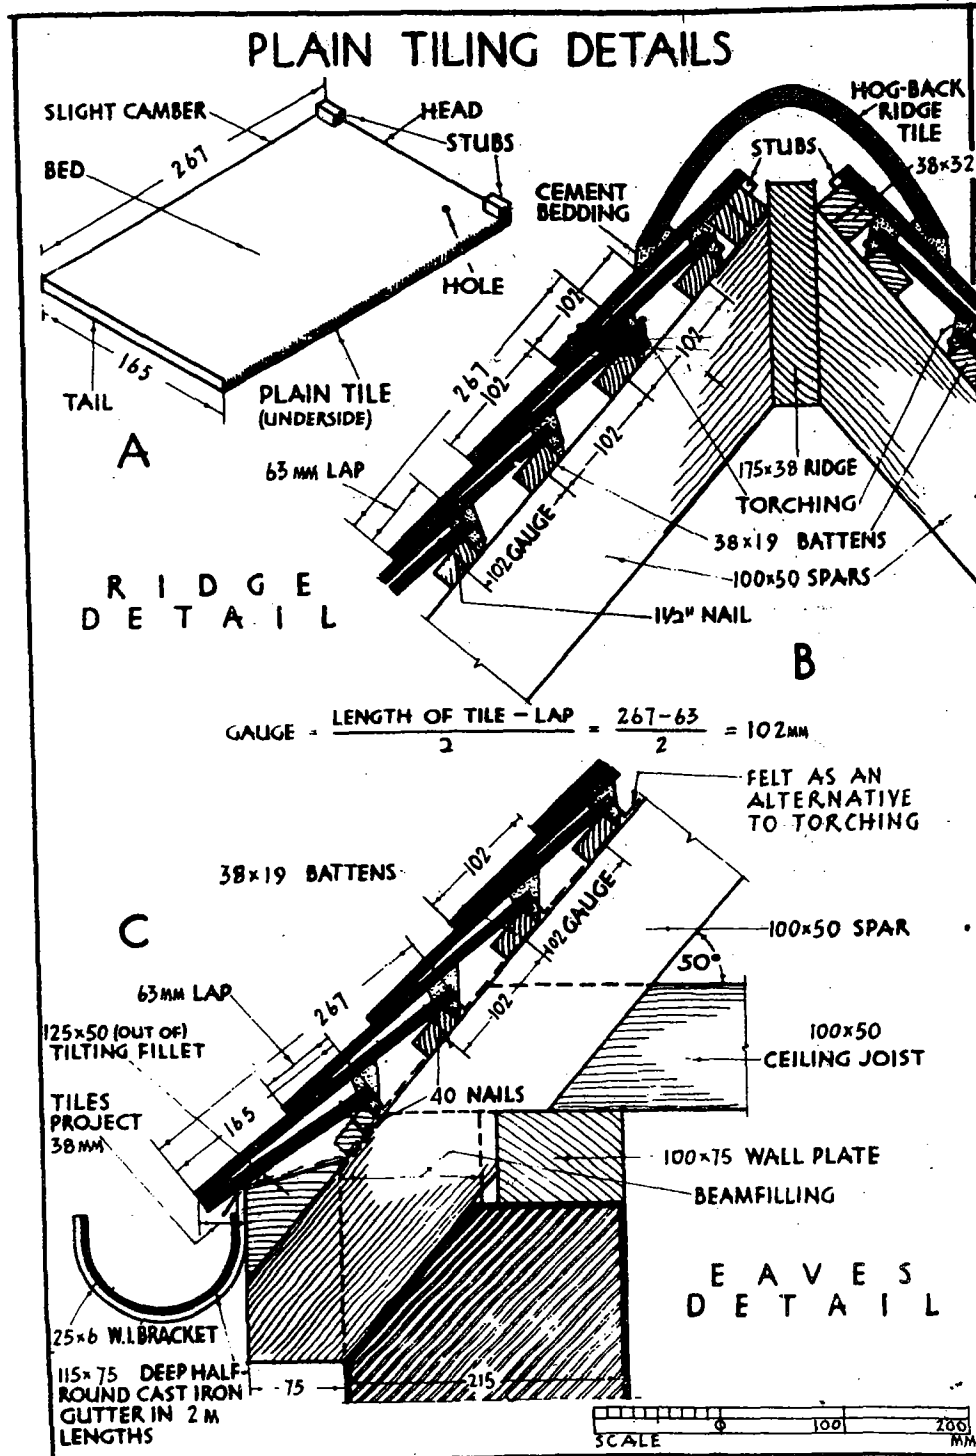 PLAIN TILING DETAILS
SLIGHT CAMBER
267
HEAD
STUBS
BED
HOLE
165
TAIL
PLAIN TILE
(UNDERSIDE)
A
HOG-BACK
RIDGE
TILE
STUBS
38×32
CEMENT
BEDDING
102
267
102
102
102
63 MM LAP
102 GAUGE
175×38 RIDGE
TORCHING
38×19 BATTENS
100×50 SPARS
1½" NAIL
RIDGE
DETAIL
B
GAUGE = LENGTH OF TILE – LAP / 2 = 267–63 / 2 = 102MM
FELT AS AN
ALTERNATIVE
TO TORCHING
38×19 BATTENS
102
102 GAUGE
C
100×50 SPAR
50°
63MM LAP
267
102
125×50 (OUT OF)
TILTING FILLET
100×50
CEILING JOIST
TILES
PROJECT
38MM
165
40 NAILS
100×75 WALL PLATE
BEAMFILLING
EAVES
DETAIL
25×6 W.I.BRACKET
115×75 DEEP HALF-
ROUND CAST IRON
GUTTER IN 2M
LENGTHS
75
215
0 100 200
SCALE MM